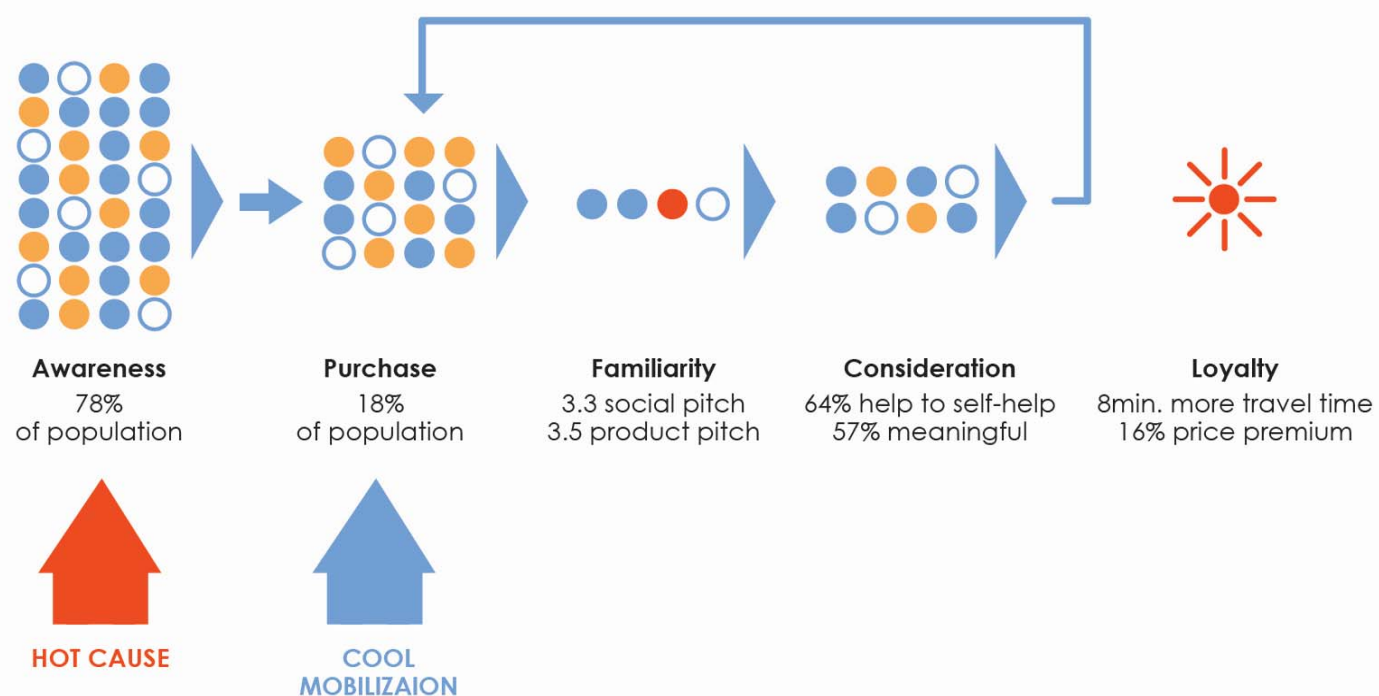 Awareness
78%
of population
Purchase
18%
of population
Familiarity
3.3 social pitch
3.5 product pitch
Consideration
64% help to self-help
57% meaningful
Loyalty
8min. more travel time
16% price premium
HOT CAUSE
COOL
MOBILIZAION